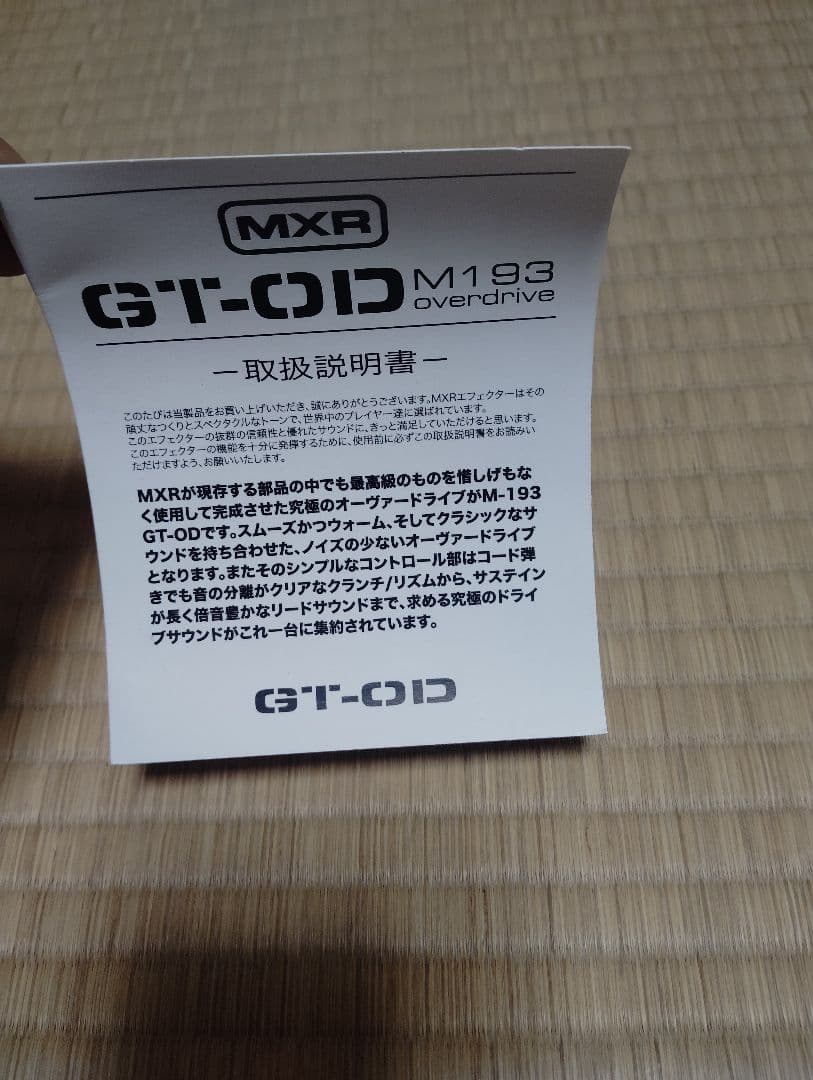 MXR
GT-OD M193
overdrive
－取扱説明書－
このたびは当製品をお買い上げいただき、誠にありがとうございます。MXRエフェクターはその
頑丈なつくりとスペクタクルなトーンで、世界中のプレイヤー達に選ばれています。
このエフェクターの抜群の信頼性と優れたサウンドに、きっと満足していただけると思います。
このエフェクターの機能を十分に発揮するために、使用前に必ずこの取扱説明書をお読みい
ただけますよう、お願いいたします。
MXRが現存する部品の中でも最高級のものを惜しげもな
く使用して完成させた究極のオーヴァードライブがM-193
GT-ODです。スムーズかつウォーム、そしてクラシックなサ
ウンドを持ち合わせた、ノイズの少ないオーヴァードライブ
となります。またそのシンプルなコントロール部はコード弾
きでも音の分離がクリアなクランチ/リズムから、サステイン
が長く倍音豊かなリードサウンドまで、求める究極のドライ
ブサウンドがこれ一台に集約されています。
GT-OD